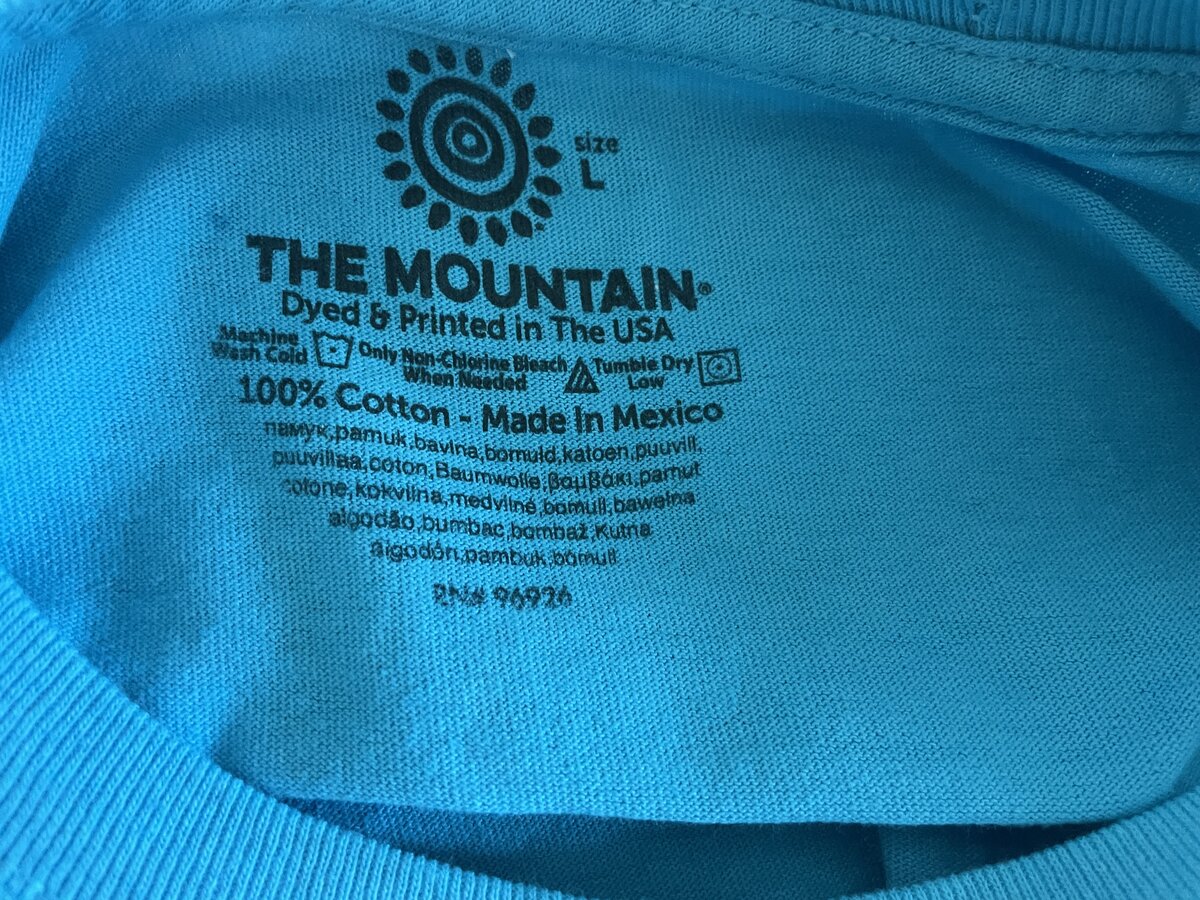 size
L
THE MOUNTAIN®
Dyed & Printed in The USA
Machine Wash Cold
Only Non-Chlorine Bleach When Needed
Tumble Dry Low
100% Cotton - Made In Mexico
памук,pamuk,bavlna,bomuld,katoen,puuvill,
puuvillaa,coton,Baumwolle,βαμβάκι,pamut
cotone,kokvilna,medvilnė,bomull,bawełna
algodão,bumbac,bombaž,Kutna
algodón,pambuk,bomull
RN# 96926